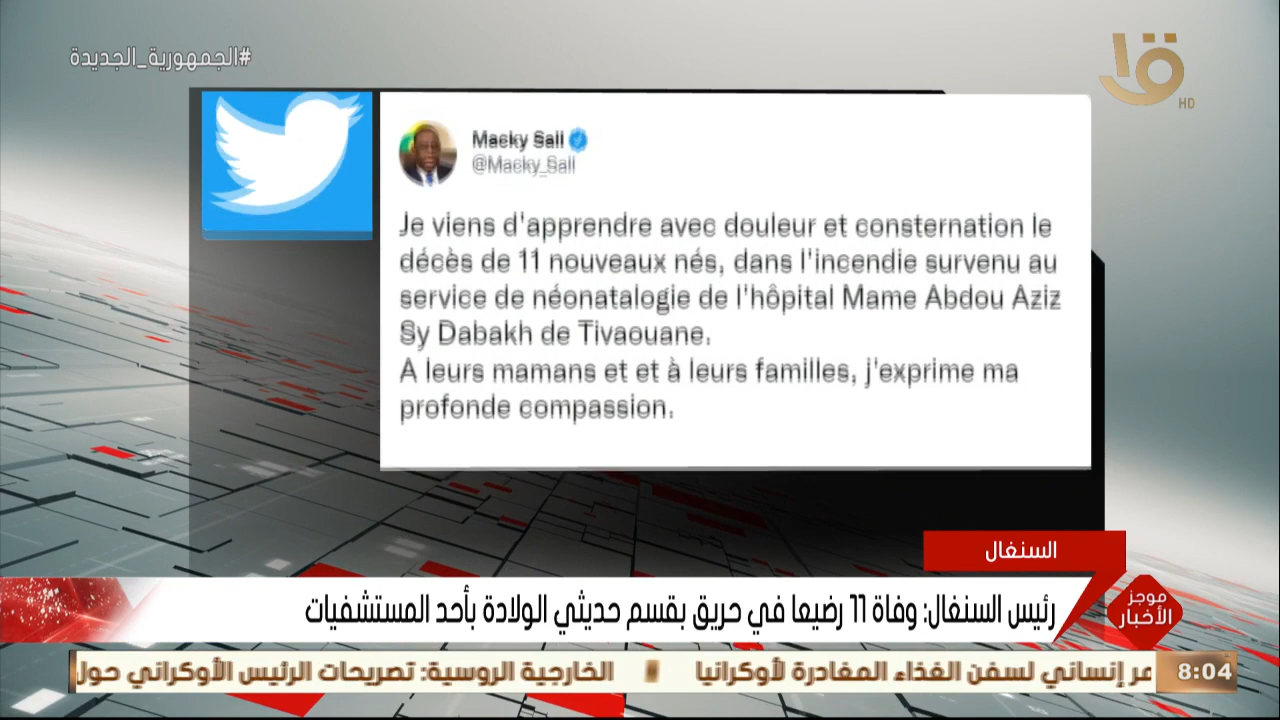 #الجمهورية_الجديدة
HD
Macky Sall
@Macky_Sall
Je viens d'apprendre avec douleur et consternation le
décès de 11 nouveaux nés, dans l'incendie survenu au
service de néonatalogie de l'hôpital Mame Abdou Aziz
Sy Dabakh de Tivaouane.
A leurs mamans et et à leurs familles, j'exprime ma
profonde compassion.
السنغال
موجز
الأخبار
رئيس السنغال: وفاة 11 رضيعا في حريق بقسم حديثي الولادة بأحد المستشفيات
8:04
مر إنساني لسفن الغذاء المغادرة لأوكرانيا الخارجية الروسية: تصريحات الرئيس الأوكراني حول